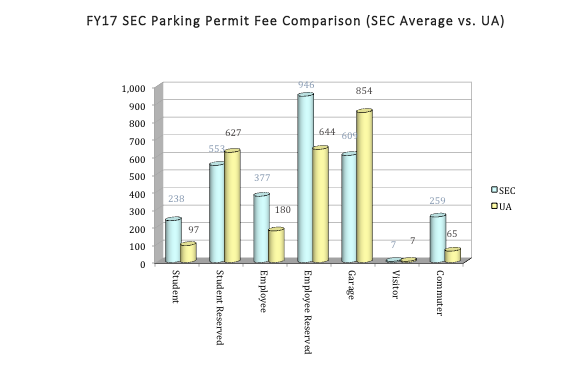 FY17 SEC Parking Permit Fee Comparison (SEC Average vs. UA)
1,000
900
800
700
600
500
400
300
200
100
0
238
97
553
627
377
180
946
644
854
7
7
259
65
SEC
UA
Student
Student Reserved
Employee
Employee Reserved
Garage
Visitor
Commuter